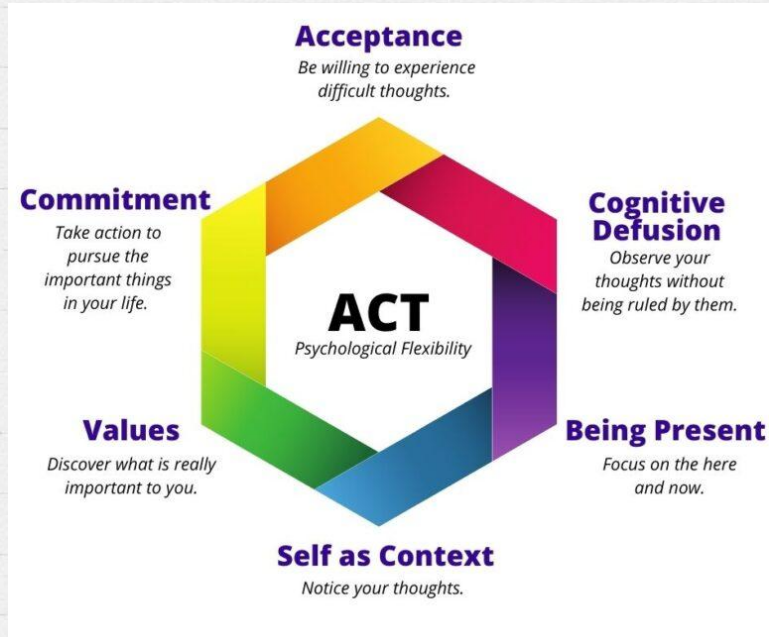 Acceptance
Be willing to experience
difficult thoughts.
Commitment
Take action to
pursue the
important things
in your life.
Cognitive
Defusion
Observe your
thoughts without
being ruled by them.
ACT
Psychological Flexibility
Values
Discover what is really
important to you.
Being Present
Focus on the here
and now.
Self as Context
Notice your thoughts.